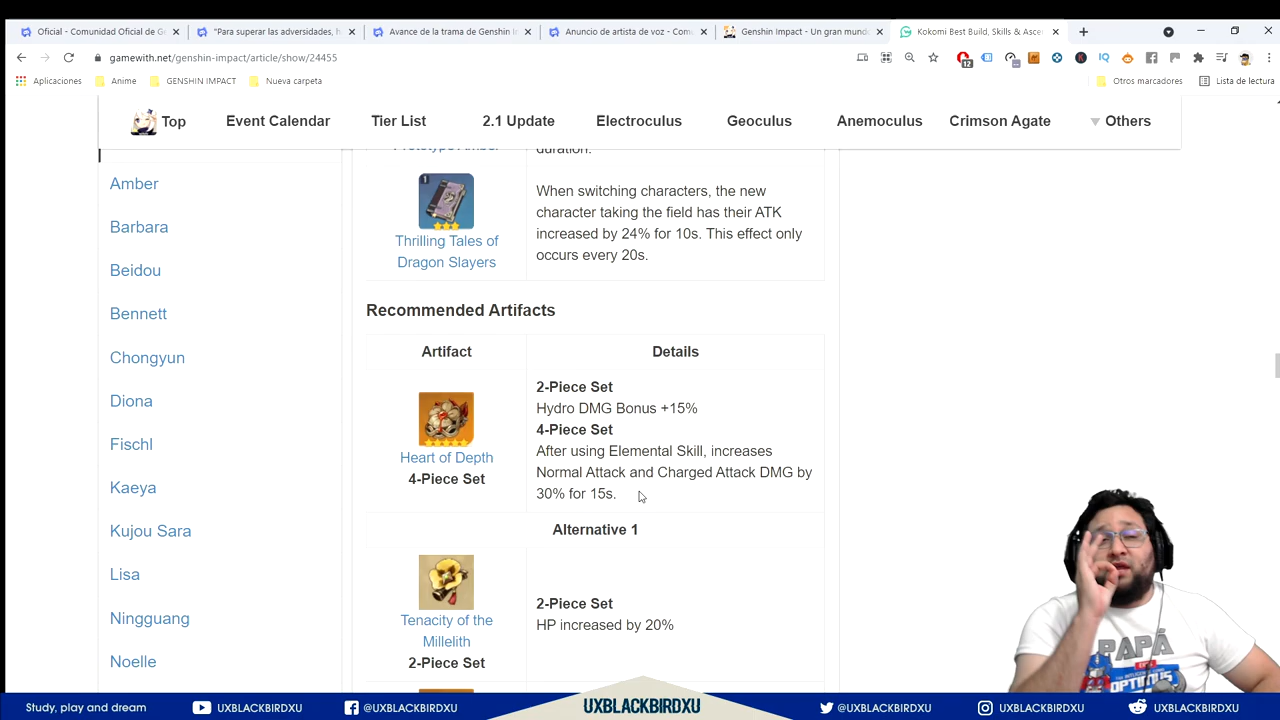 Oficial - Comunidad Oficial de Ge
"Para superar las adversidades, h
Avance de la trama de Genshin I
Anuncio de artista de voz - Com
Genshin Impact - Un gran mund
Kokomi Best Build, Skills & Asce
gamewith.net/genshin-impact/article/show/24455
12
Aplicaciones
Anime
GENSHIN IMPACT
Nueva carpeta
Otros marcadores
Lista de lectura
Top
Event Calendar
Tier List
2.1 Update
Electroculus
Geoculus
Anemoculus
Crimson Agate
Others
Amber
Barbara
Beidou
Bennett
Chongyun
Diona
Fischl
Kaeya
Kujou Sara
Lisa
Ningguang
Noelle
Prototype Amber
duration.
1
Thrilling Tales of
Dragon Slayers
When switching characters, the new
character taking the field has their ATK
increased by 24% for 10s. This effect only
occurs every 20s.
Recommended Artifacts
Artifact
Details
Heart of Depth
4-Piece Set
2-Piece Set
Hydro DMG Bonus +15%
4-Piece Set
After using Elemental Skill, increases
Normal Attack and Charged Attack DMG by
30% for 15s.
Alternative 1
Tenacity of the
Millelith
2-Piece Set
2-Piece Set
HP increased by 20%
PAPÁ
OPTIMUS
Study, play and dream
UXBLACKBIRDXU
@UXBLACKBIRDXU
UXBLACKBIRDXU
@UXBLACKBIRDXU
UXBLACKBIRDXU
UXBLACKBIRDXU